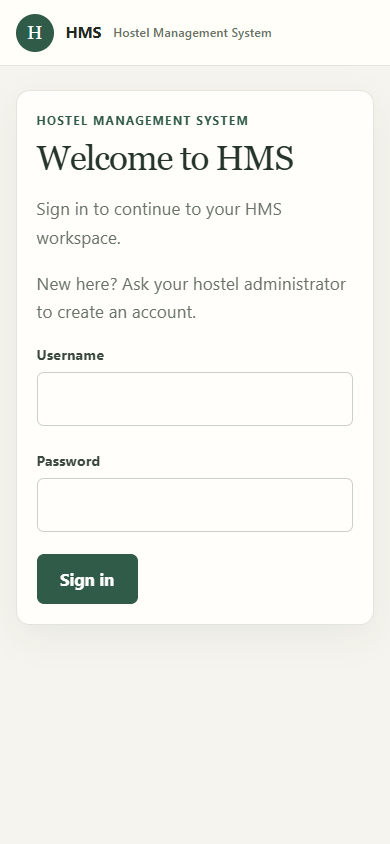 H HMS Hostel Management System
HOSTEL MANAGEMENT SYSTEM
Welcome to HMS
Sign in to continue to your HMS
workspace.
New here? Ask your hostel administrator
to create an account.
Username
Password
Sign in